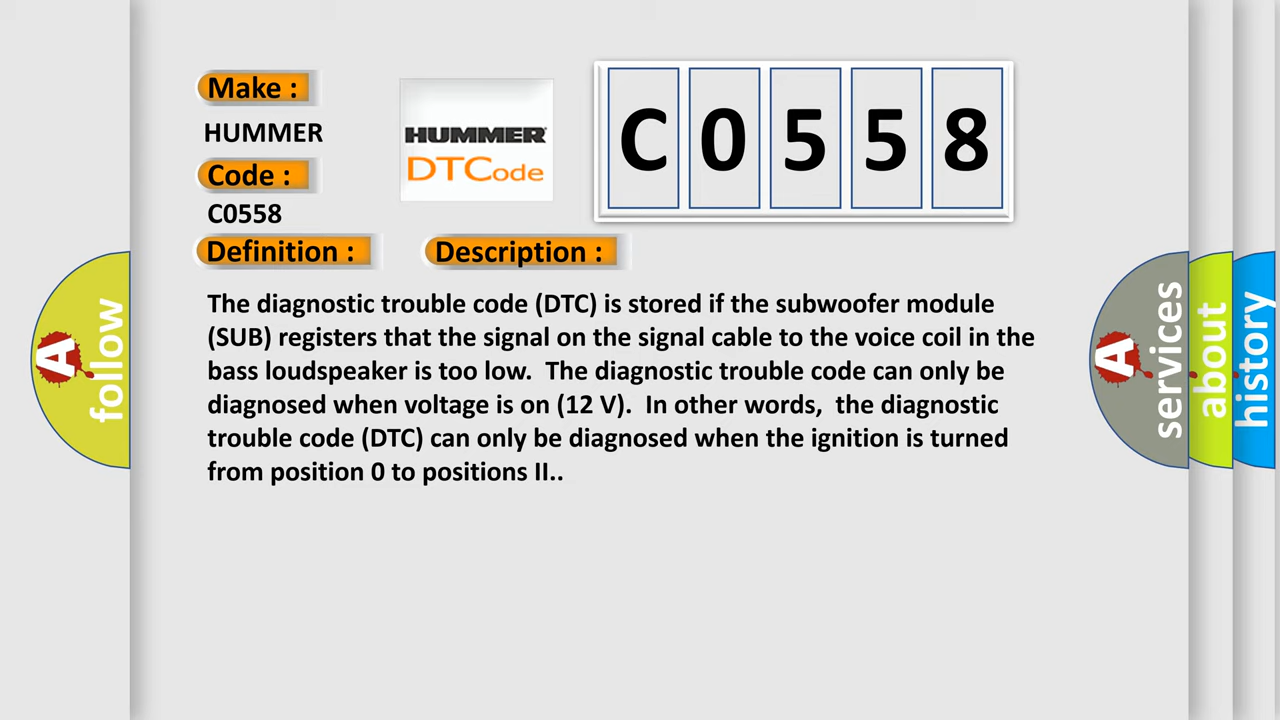 Make :
HUMMER
Code :
C0558
HUMMER
DTCode
C0558
Definition :
Description :
The diagnostic trouble code (DTC) is stored if the subwoofer module
(SUB) registers that the signal on the signal cable to the voice coil in the
bass loudspeaker is too low  The diagnostic trouble code can only be
diagnosed when voltage is on (12 V)  In other words,  the diagnostic
trouble code (DTC) can only be diagnosed when the ignition is turned
from position 0 to positions II..
A follow
A services
about
history